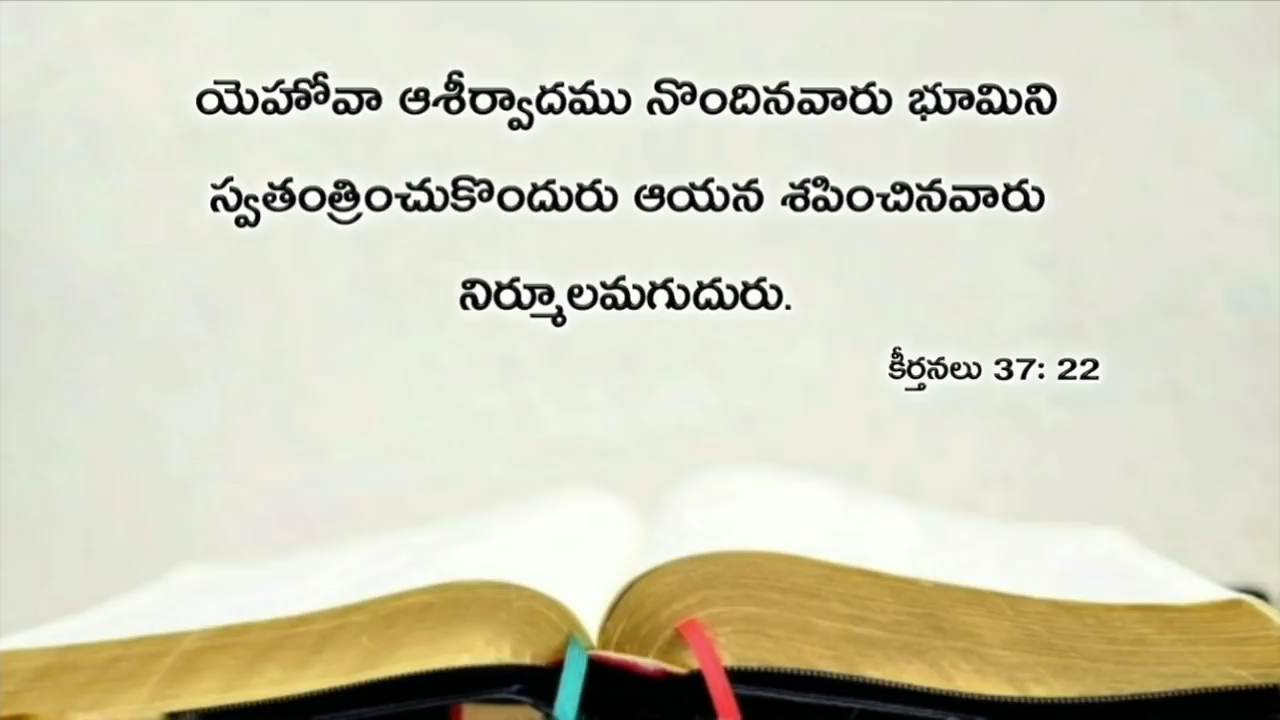 యెహోవా ఆశీర్వాదము నొందినవారు భూమిని
స్వతంత్రించుకొందురు ఆయన శపించినవారు
నిర్మూలమగుదురు.
కీర్తనలు 37: 22